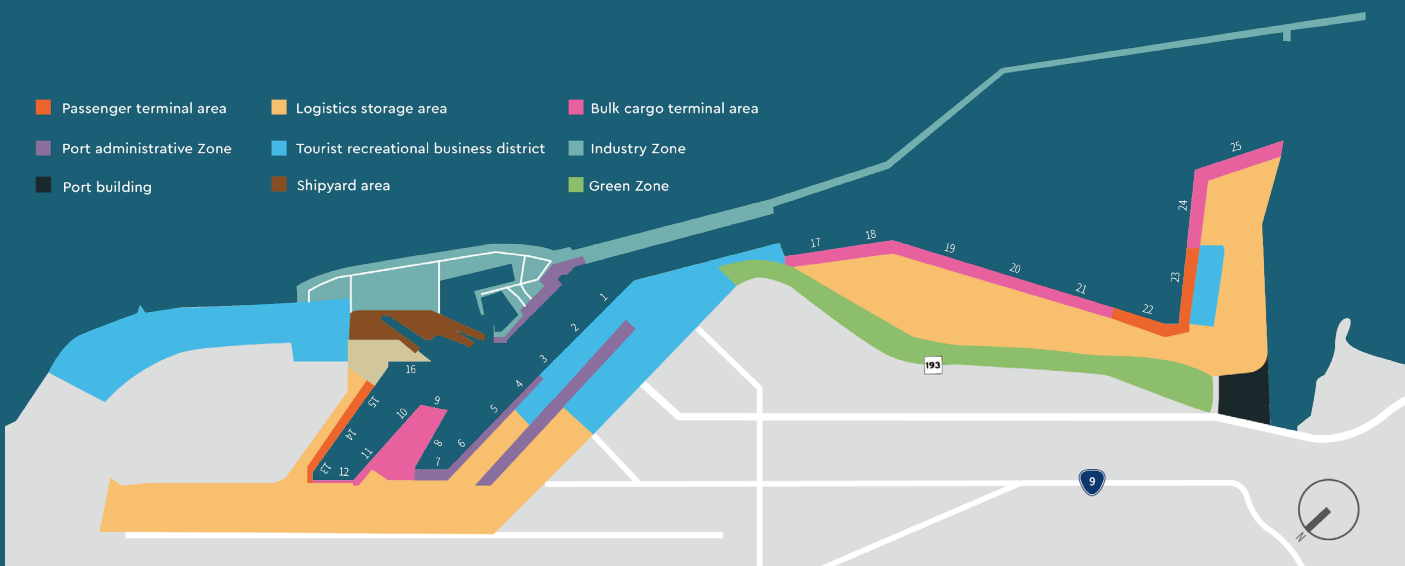 Passenger terminal area
Logistics storage area
Bulk cargo terminal area
Port administrative Zone
Tourist recreational business district
Industry Zone
Port building
Shipyard area
Green Zone
1
2
3
4
5
6
7
8
9
10
11
12
13
14
15
16
17
18
19
20
21
22
23
24
25
193
9
N